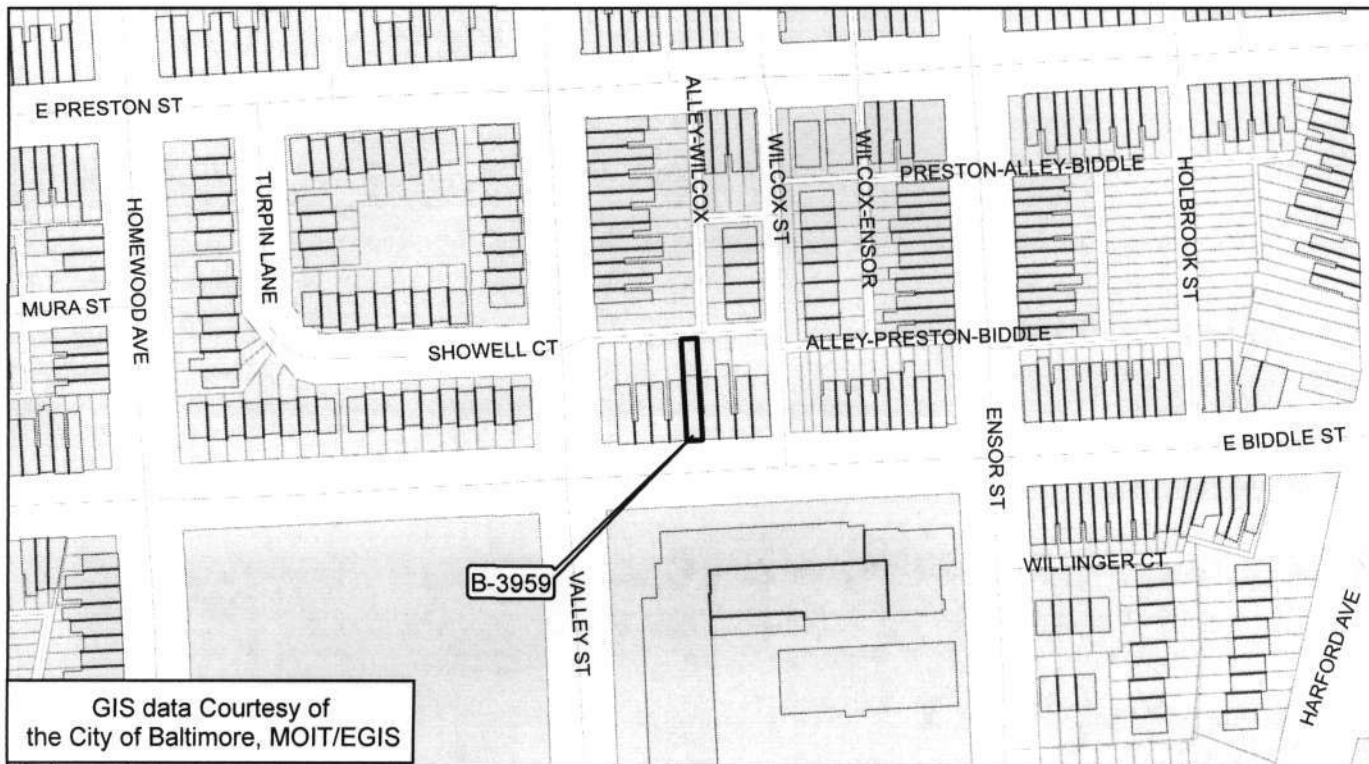 E PRESTON ST
ALLEY-WILCOX
WILCOX ST
WILCOX-ENSOR
PRESTON-ALLEY-BIDDLE
HOLBROOK ST
TURPIN LANE
HOMEWOOD AVE
MURA ST
SHOWELL CT
ALLEY-PRESTON-BIDDLE
ENSOR ST
E BIDDLE ST
B-3959
VALLEY ST
WILLINGER CT
HARFORD AVE
GIS data Courtesy of
the City of Baltimore, MOIT/EGIS